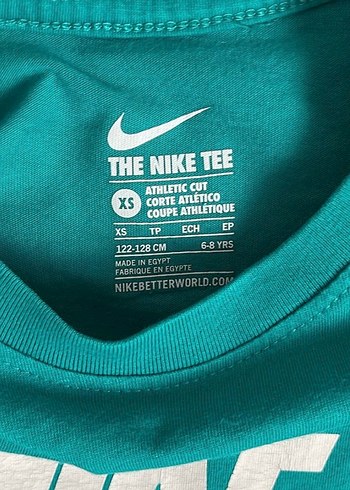 THE NIKE TEE
XS
ATHLETIC CUT
CORTE ATLÉTICO
COUPE ATHLÉTIQUE
XS TP ECH EP
122-128 CM 6-8 YRS
MADE IN EGYPT
FABRIQUE EN EGYPTE
NIKEBETTERWORLD.COM